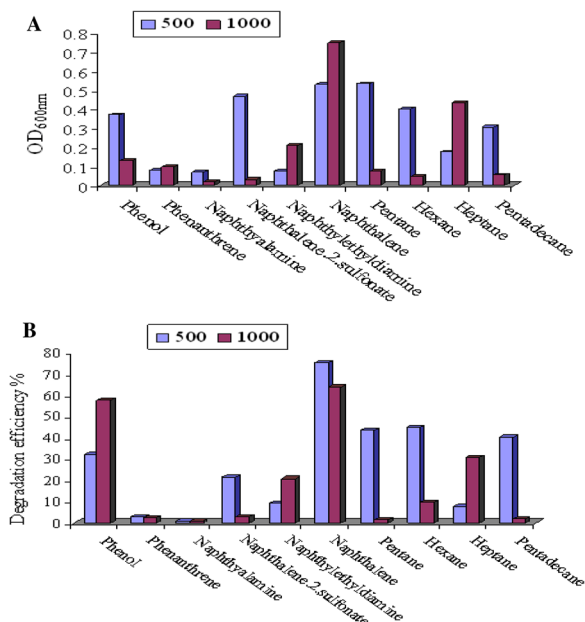 A
500 1000
OD600nm
0.8
0.7
0.6
0.5
0.4
0.3
0.2
0.1
0
Phenol
Phenanthrene
Naphthyalamine
Naphthalene.2.sulfonate
Naphthylethyldiamine
Naphthalene
Pentane
Hexane
Heptane
Pentadecane
B
500 1000
Degradation efficiency %
80
70
60
50
40
30
20
10
0
Phenol
Phenanthrene
Naphthyalamine
Naphthalene.2.sulfonate
Naphthylethyldiamine
Naphthalene
Pentane
Hexane
Heptane
Pentadecane